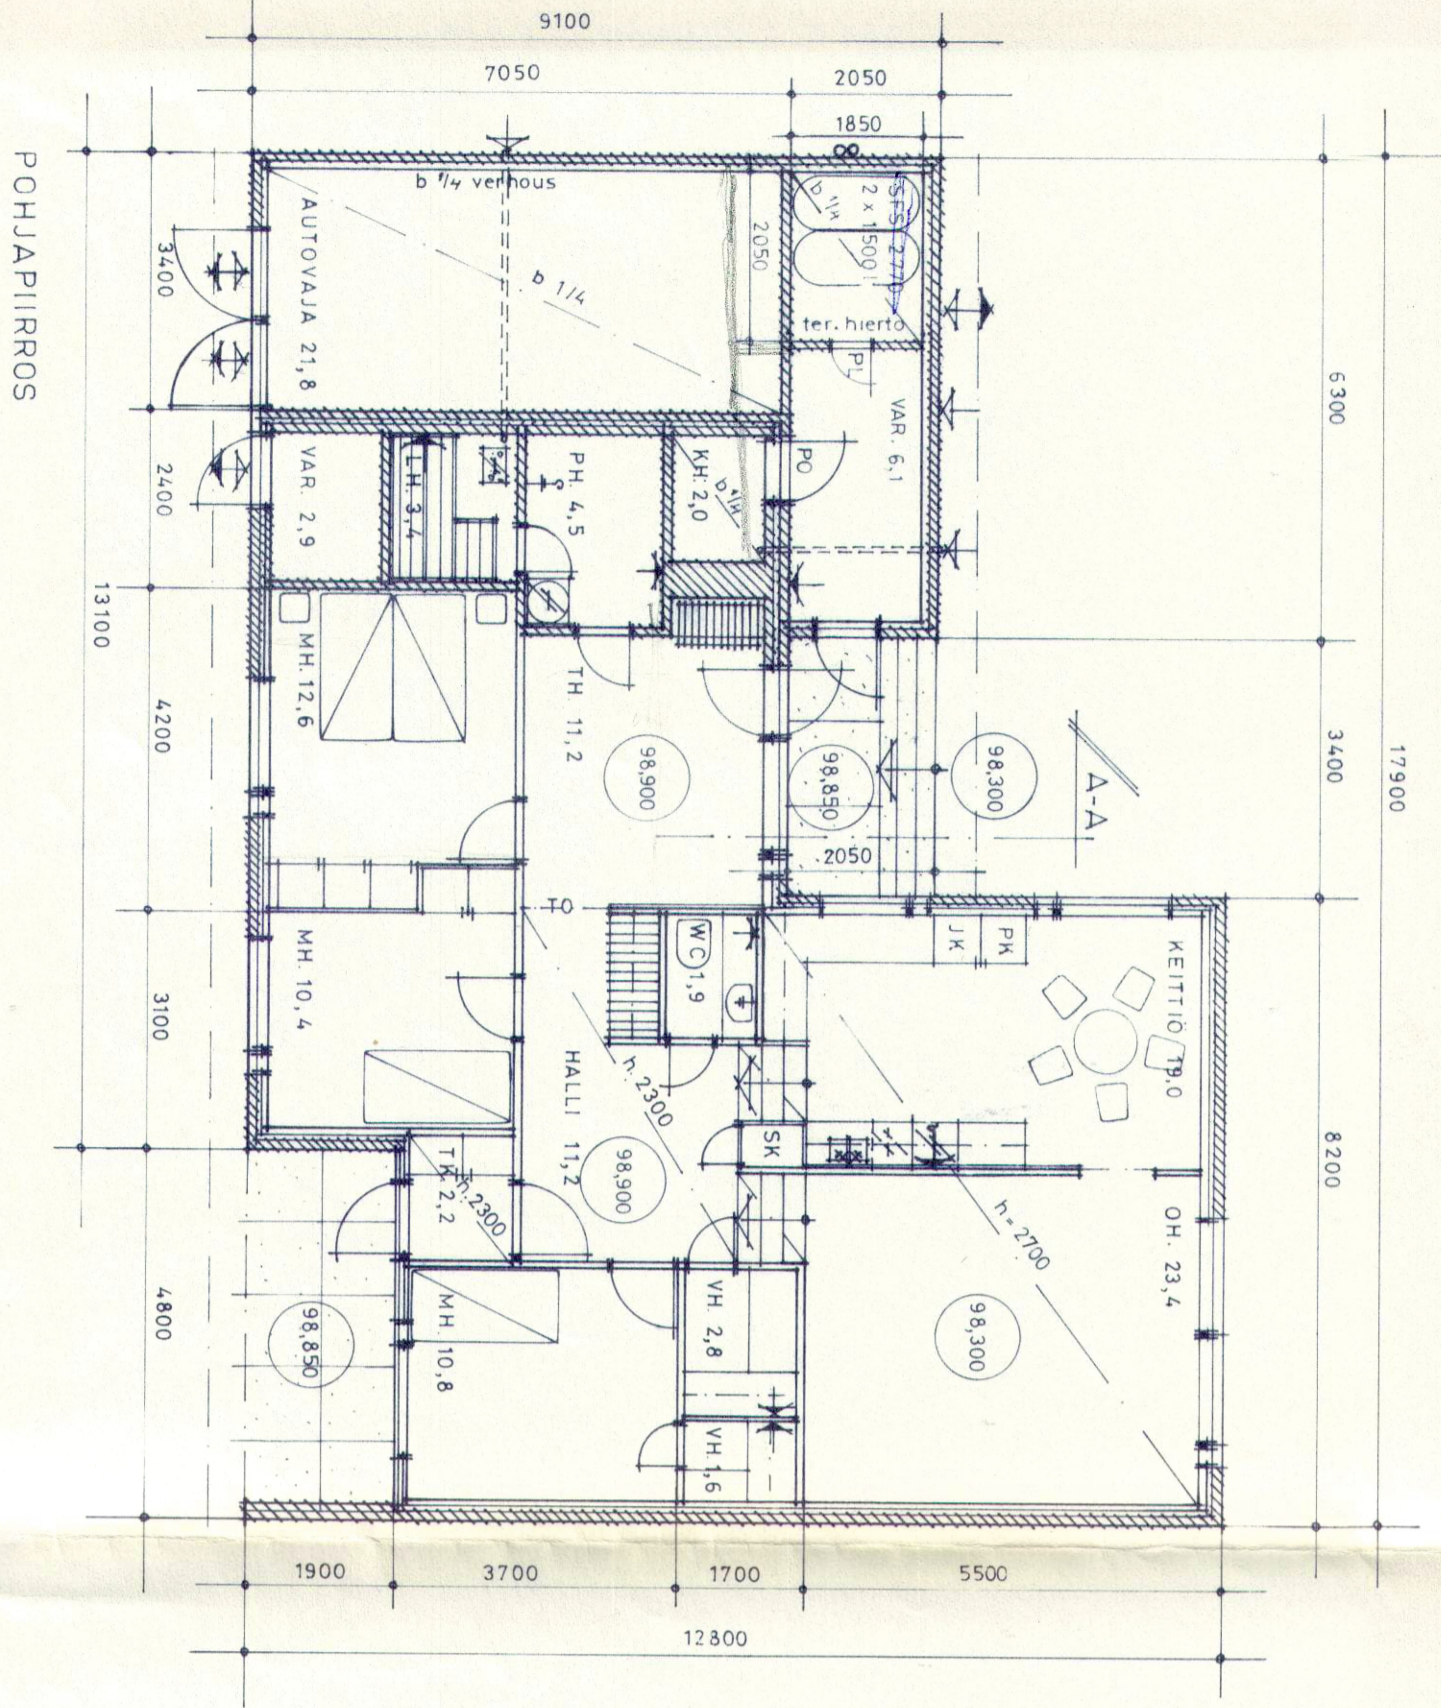 9100
7050
2050
1850
8
b 1/4 verhous
AUTOVAJA 21,8
b 1/4
2050
b 1/4
SFS 2770
2 x 1500 l
ter. hierto
PL
VAR. 6,1
PO
3400
6300
POHJAPIIRROS
2400
VAR. 2,9
LH. 3,4
PH. 4,5
KH. 2,0
b 1/4
13100
17900
MH. 12,6
TH. 11,2
98,900
98,850
98,300
A-A
4200
3400
2050
MH. 10,4
WC 1,9
JK
PK
KEITTIÖ 19,0
3100
HALLI 11,2
h. 2300
98,900
SK
8200
TK. 2,2
h. 2300
h = 2700
OH. 23,4
4800
98,850
MH. 10,8
VH. 2,8
98,300
VH. 1,6
1900
3700
1700
5500
12800